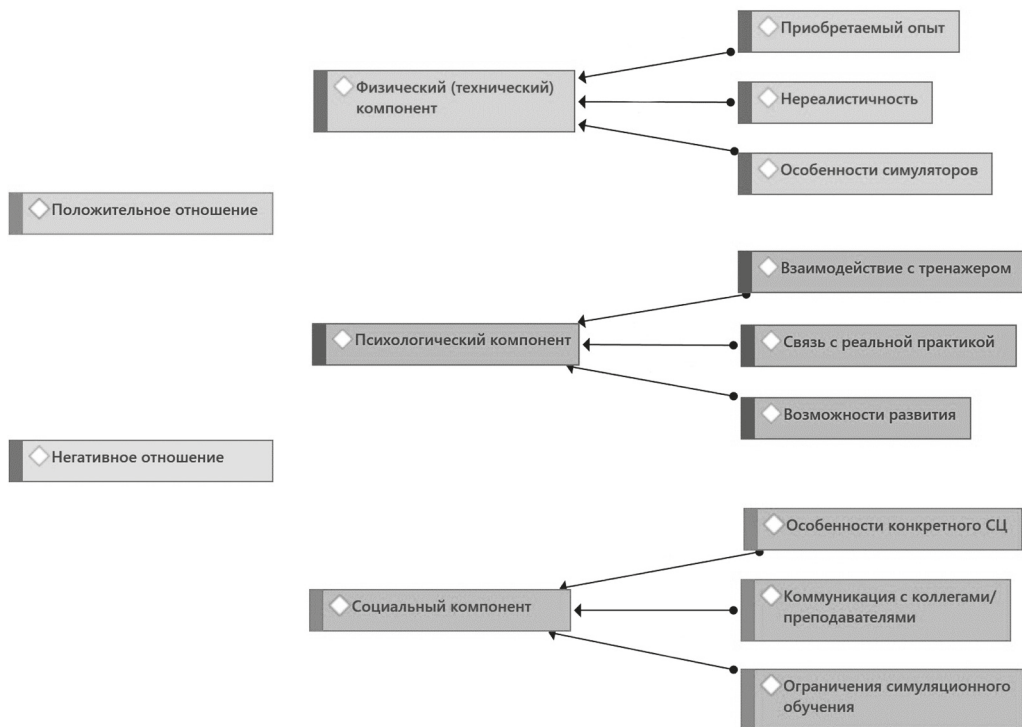 Положительное отношение
Негативное отношение
Физический (технический)
компонент
Приобретаемый опыт
Нереалистичность
Особенности симуляторов
Психологический компонент
Взаимодействие с тренажером
Связь с реальной практикой
Возможности развития
Социальный компонент
Особенности конкретного СЦ
Коммуникация с коллегами/
преподавателями
Ограничения симуляционного
обучения